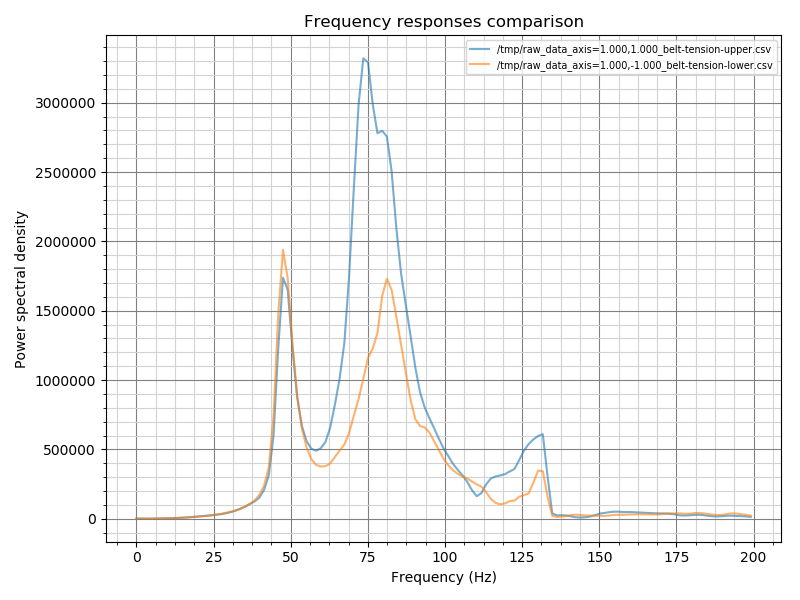 Frequency responses comparison
/tmp/raw_data_axis=1.000,1.000_belt-tension-upper.csv
/tmp/raw_data_axis=1.000,-1.000_belt-tension-lower.csv
Power spectral density
3000000
2500000
2000000
1500000
1000000
500000
0
0 25 50 75 100 125 150 175 200
Frequency (Hz)